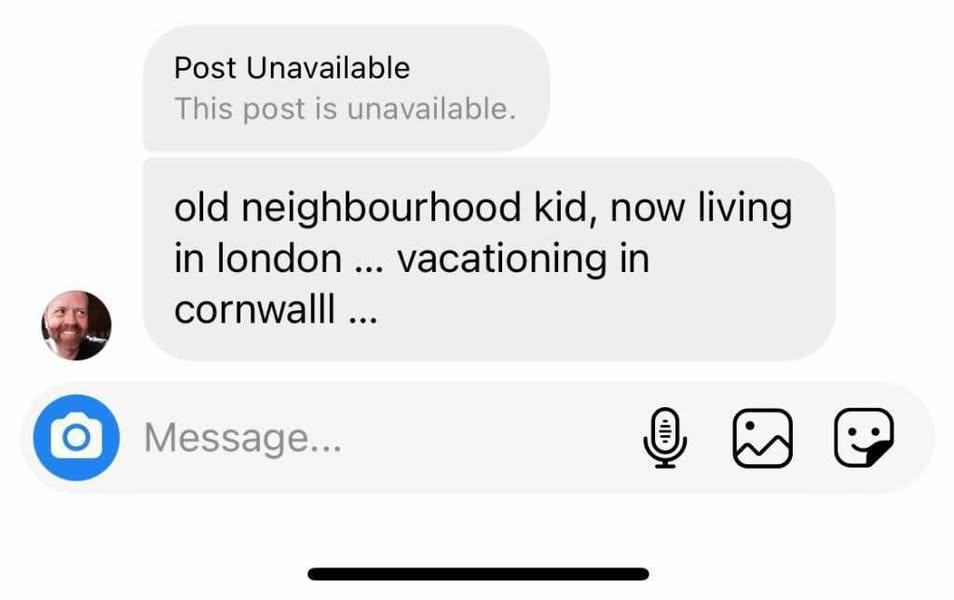 Post Unavailable
This post is unavailable.
old neighbourhood kid, now living
in london ... vacationing in
cornwalll ...
Message...